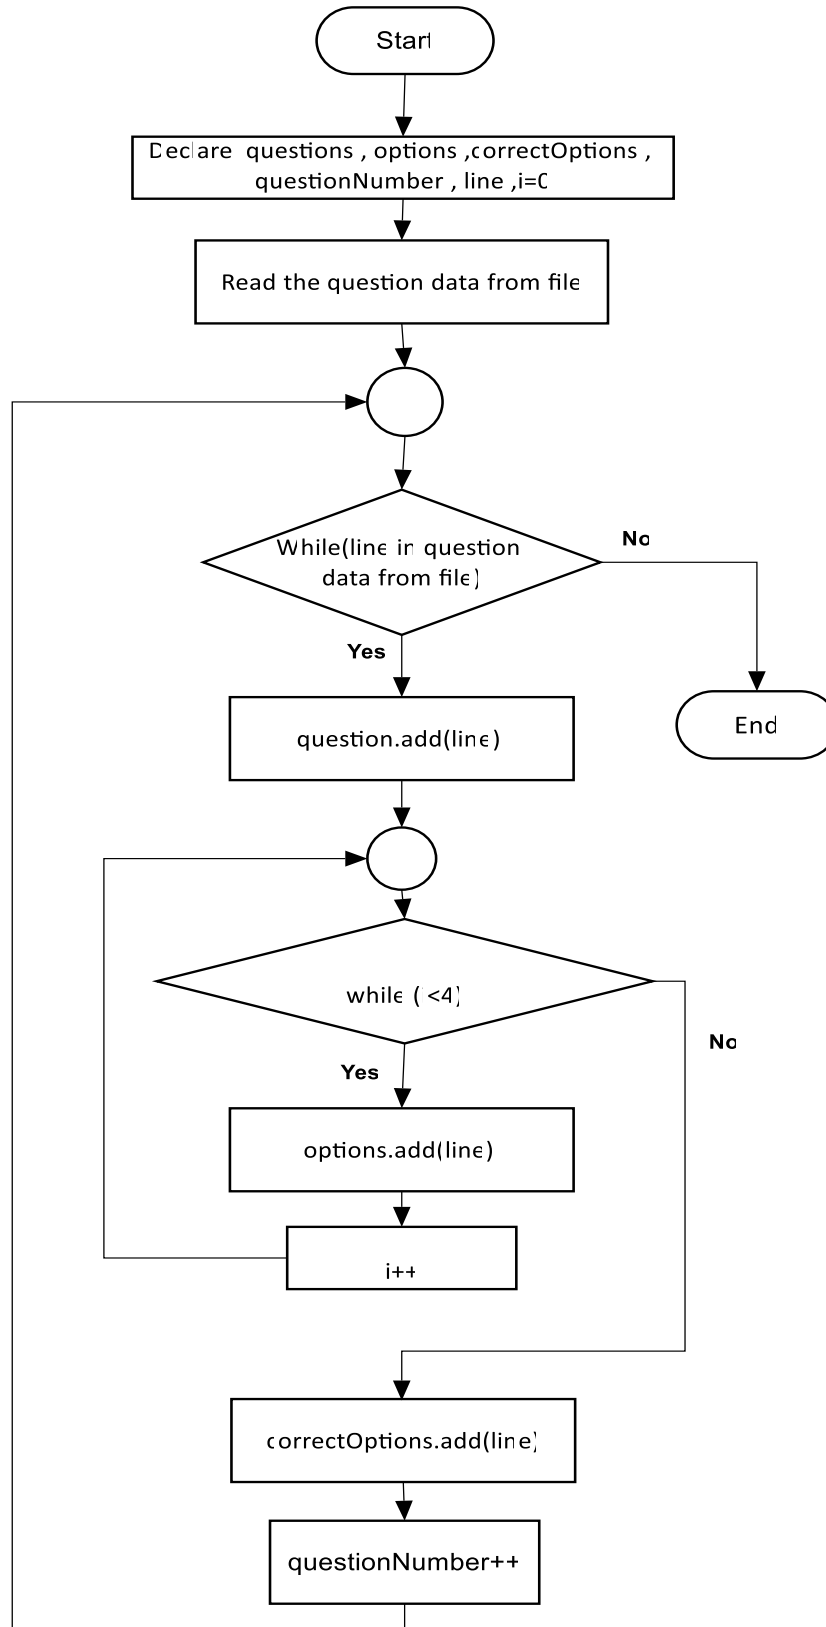 Start
Declare questions , options ,correctOptions ,
questionNumber , line ,i=0
Read the question data from file
While(line in question
data from file)
No
Yes
question.add(line)
End
while (i<4)
No
Yes
options.add(line)
i++
correctOptions.add(line)
questionNumber++